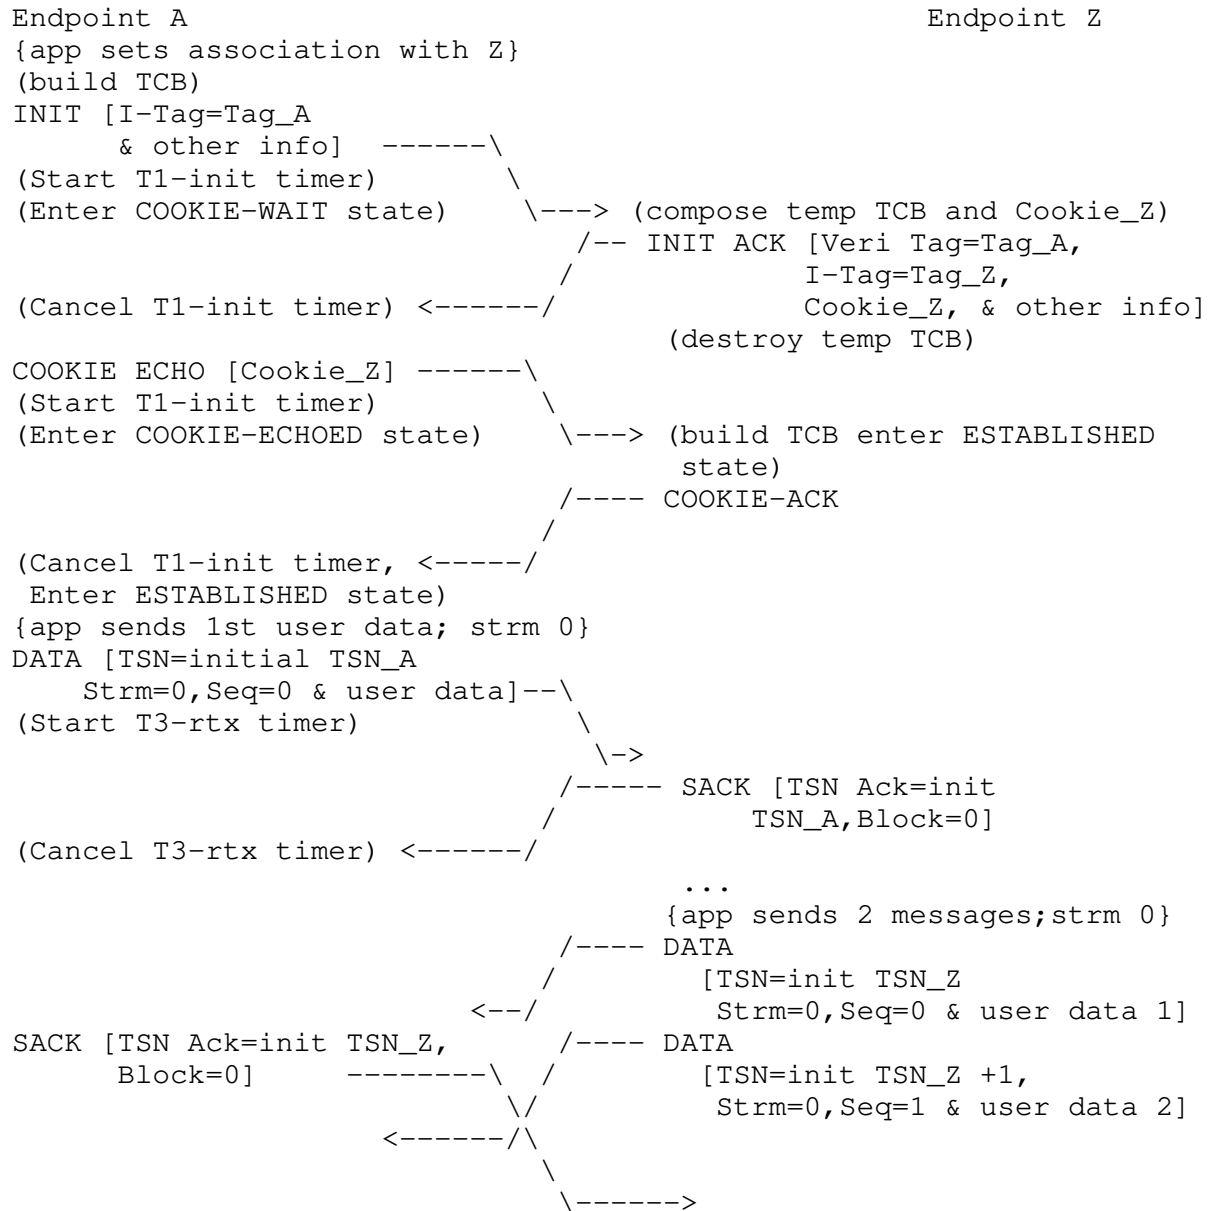 Endpoint A                                          Endpoint Z
{app sets association with Z}
(build TCB)
INIT [I-Tag=Tag_A
      & other info]  ------\
(Start T1-init timer)       \
(Enter COOKIE-WAIT state)    \---> (compose temp TCB and Cookie_Z)
                                /-- INIT ACK [Veri Tag=Tag_A,
                               /             I-Tag=Tag_Z,
(Cancel T1-init timer) <------/              Cookie_Z, & other info]
                                     (destroy temp TCB)
COOKIE ECHO [Cookie_Z] ------\
(Start T1-init timer)         \
(Enter COOKIE-ECHOED state)    \---> (build TCB enter ESTABLISHED
                                      state)
                               /---- COOKIE-ACK
                              /
(Cancel T1-init timer, <-----/
 Enter ESTABLISHED state)
{app sends 1st user data; strm 0}
DATA [TSN=initial TSN_A
    Strm=0,Seq=0 & user data]--\
(Start T3-rtx timer)            \
                                 \->
                               /----- SACK [TSN Ack=init
                              /           TSN_A,Block=0]
(Cancel T3-rtx timer) <------/
                                      ...
                                     {app sends 2 messages;strm 0}
                               /---- DATA
                              /        [TSN=init TSN_Z
                          <--/          Strm=0,Seq=0 & user data 1]
SACK [TSN Ack=init TSN_Z,      /---- DATA
      Block=0]     --------\  /        [TSN=init TSN_Z +1,
                            \/          Strm=0,Seq=1 & user data 2]
                     <------/\
                              \
                               \------>